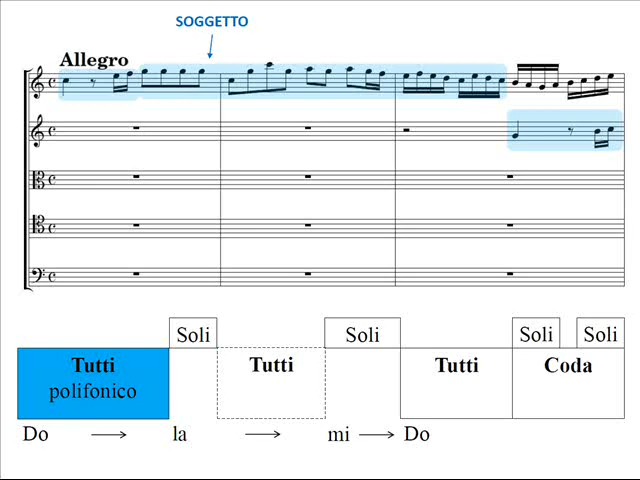 SOGGETTO
Allegro
Soli Soli Soli Soli
Tutti Tutti Tutti Coda
polifonico
Do → la → mi → Do